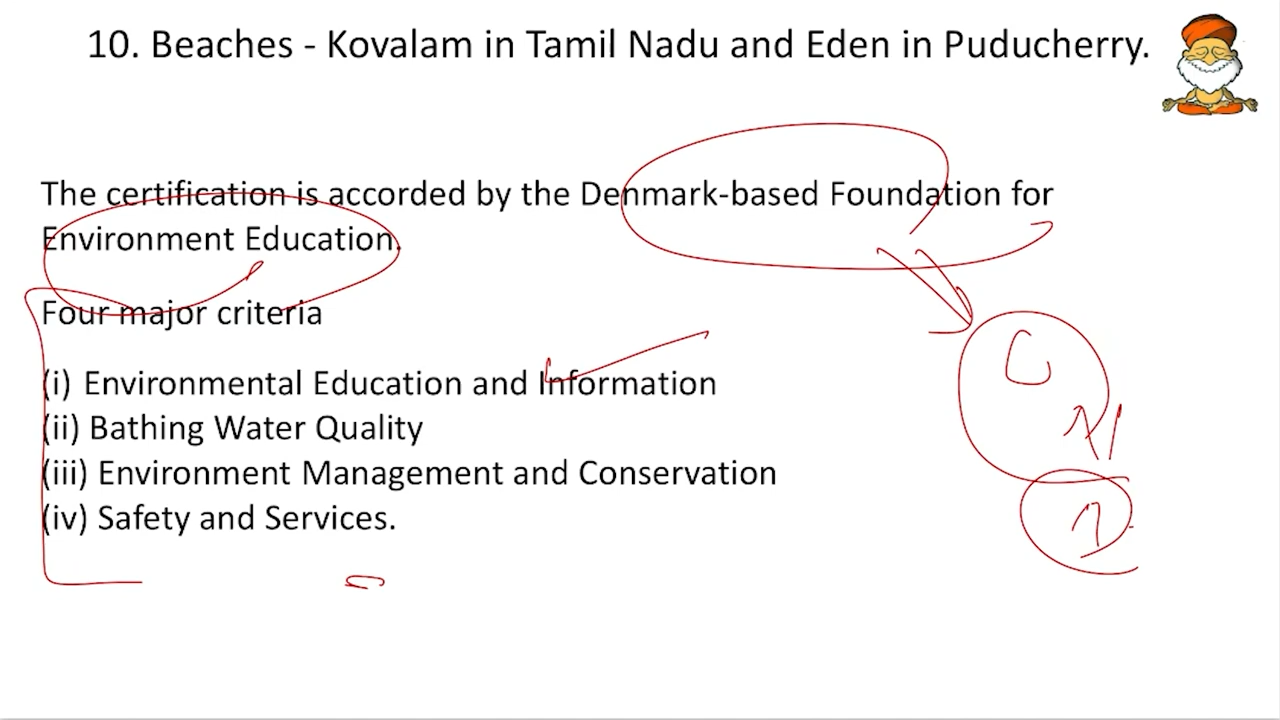 10. Beaches - Kovalam in Tamil Nadu and Eden in Puducherry.
The certification is accorded by the Denmark-based Foundation for
Environment Education.
Four major criteria
(i) Environmental Education and Information
(ii) Bathing Water Quality
(iii) Environment Management and Conservation
(iv) Safety and Services.